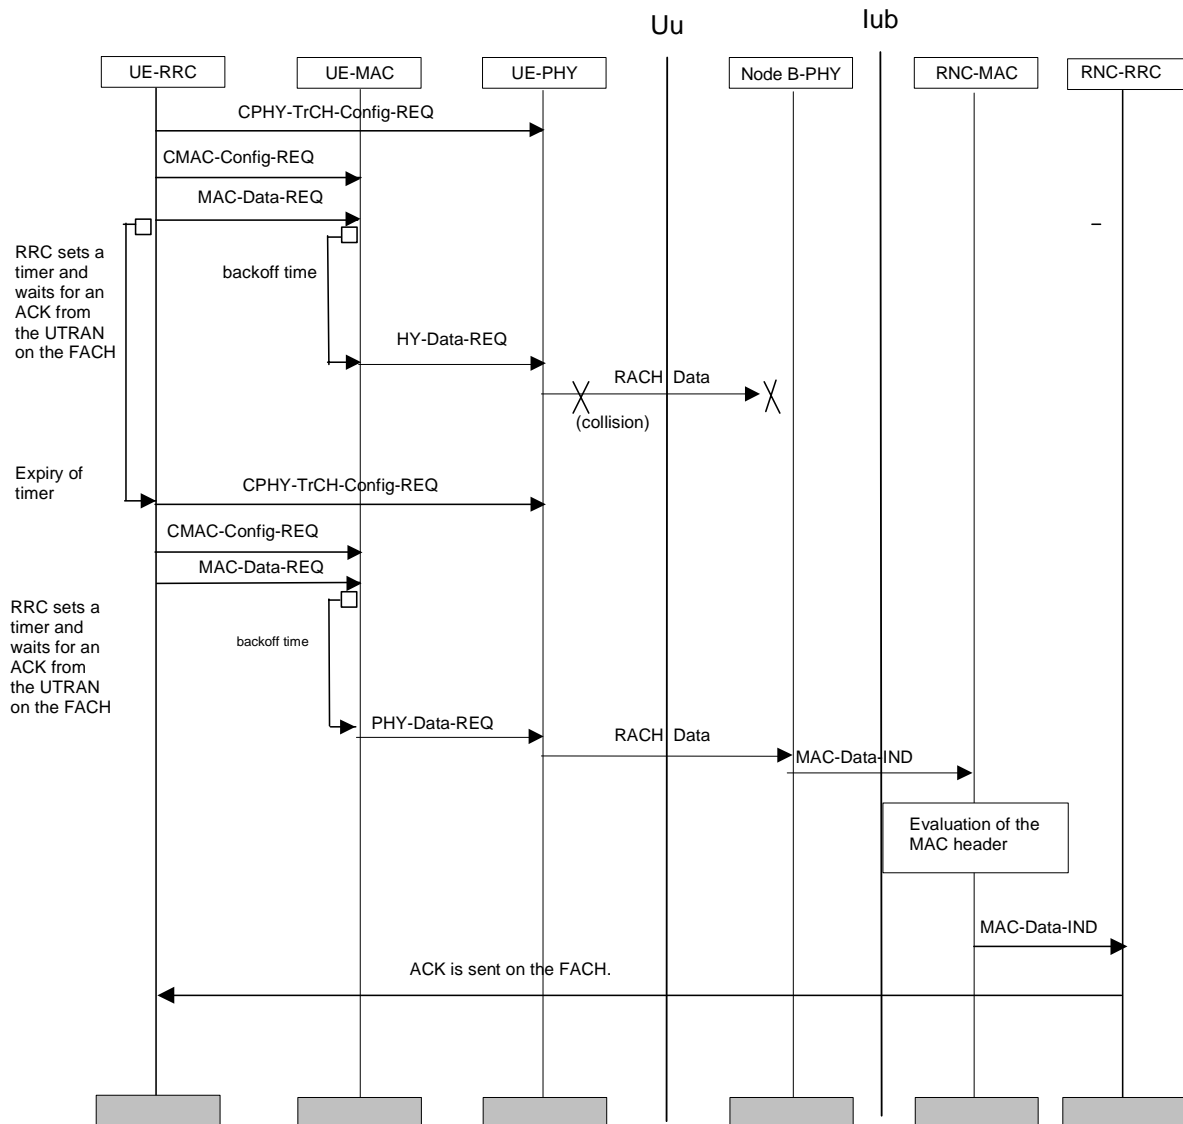 Uu
Iub
UE-RRC
UE-MAC
UE-PHY
Node B-PHY
RNC-MAC
RNC-RRC
CPHY-TrCH-Config-REQ
CMAC-Config-REQ
MAC-Data-REQ
RRC sets a
timer and
waits for an
ACK from
the UTRAN
on the FACH
backoff time
HY-Data-REQ
RACH Data
(collision)
Expiry of
timer
CPHY-TrCH-Config-REQ
CMAC-Config-REQ
MAC-Data-REQ
RRC sets a
timer and
waits for an
ACK from
the UTRAN
on the FACH
backoff time
PHY-Data-REQ
RACH Data
MAC-Data-IND
Evaluation of the
MAC header
MAC-Data-IND
ACK is sent on the FACH.